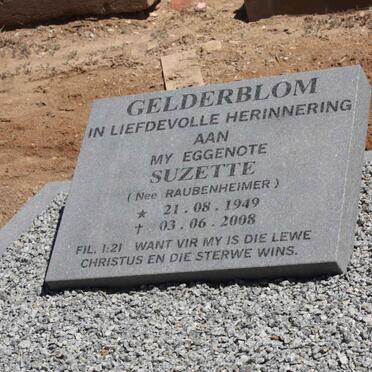 GELDERBLOM
IN LIEFDEVOLLE HERINNERING
AAN
MY EGGENOTE
SUZETTE
(Nee RAUBENHEIMER)
★ 21.08.1949
† 03.06.2008
FIL. 1:21 WANT VIR MY IS DIE LEWE
CHRISTUS EN DIE STERWE WINS.